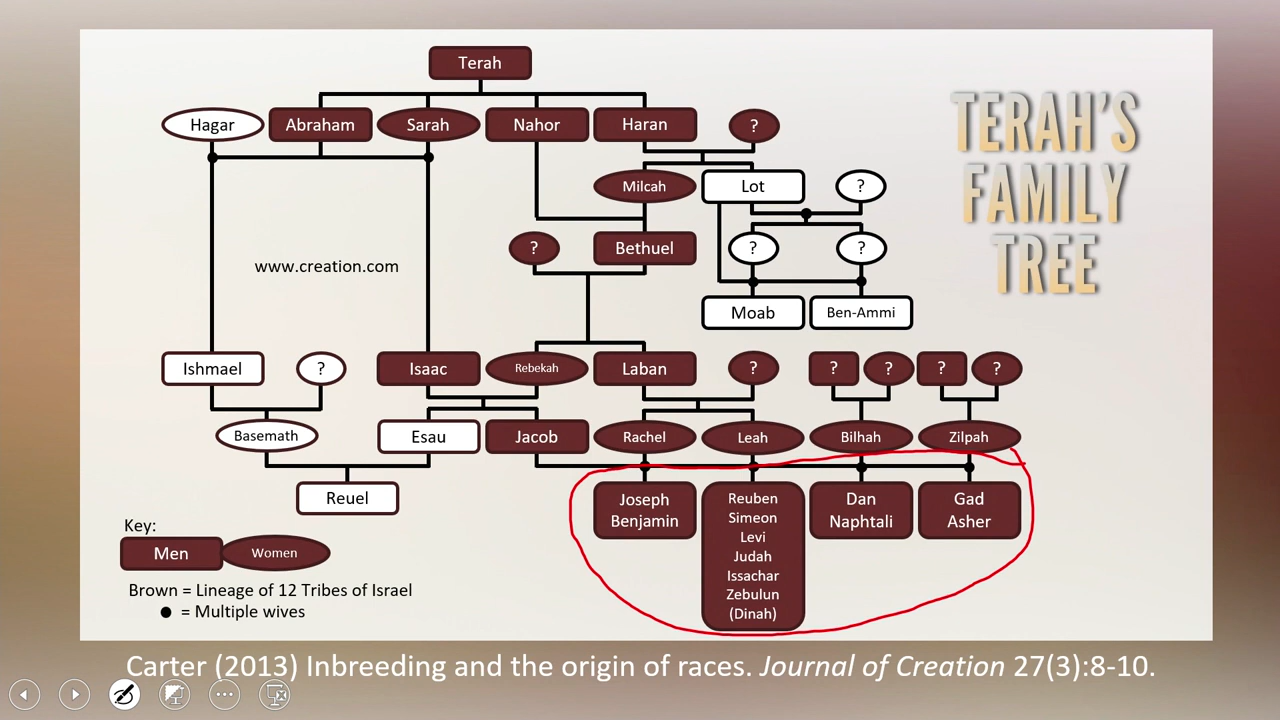 Terah
TERAH'S
FAMILY
TREE
Hagar
Abraham
Sarah
Nahor
Haran
?
Milcah
Lot
?
?
Bethuel
?
?
www.creation.com
Moab
Ben-Ammi
Ishmael
?
Isaac
Rebekah
Laban
?
?
?
?
?
Basemath
Esau
Jacob
Rachel
Leah
Bilhah
Zilpah
Reuel
Joseph
Benjamin
Reuben
Simeon
Levi
Judah
Issachar
Zebulun
(Dinah)
Dan
Naphtali
Gad
Asher
Key:
Men
Women
Brown = Lineage of 12 Tribes of Israel
● = Multiple wives
Carter (2013) Inbreeding and the origin of races. Journal of Creation 27(3):8-10.